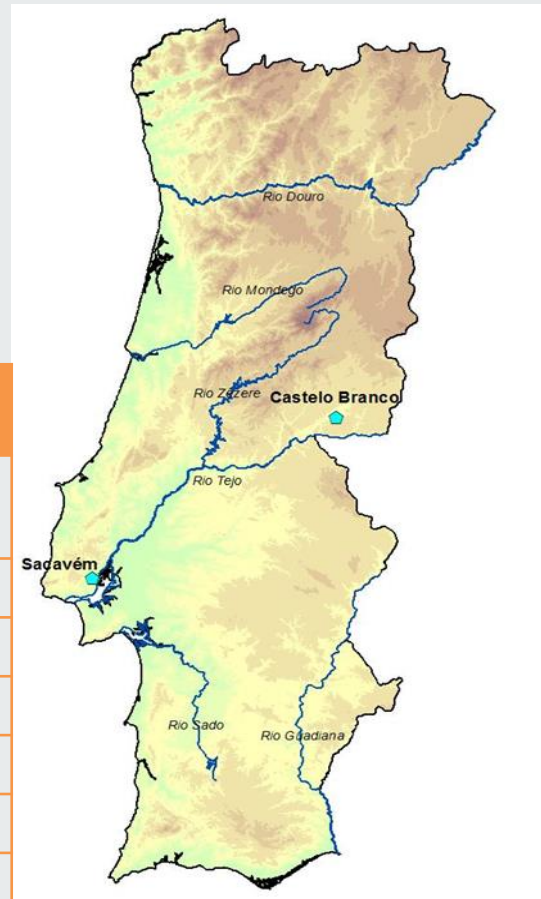 Rio Douro
Rio Mondego
Rio Zêzere
Castelo Branco
Rio Tejo
Sacavém
Rio Sado
Rio Guadiana